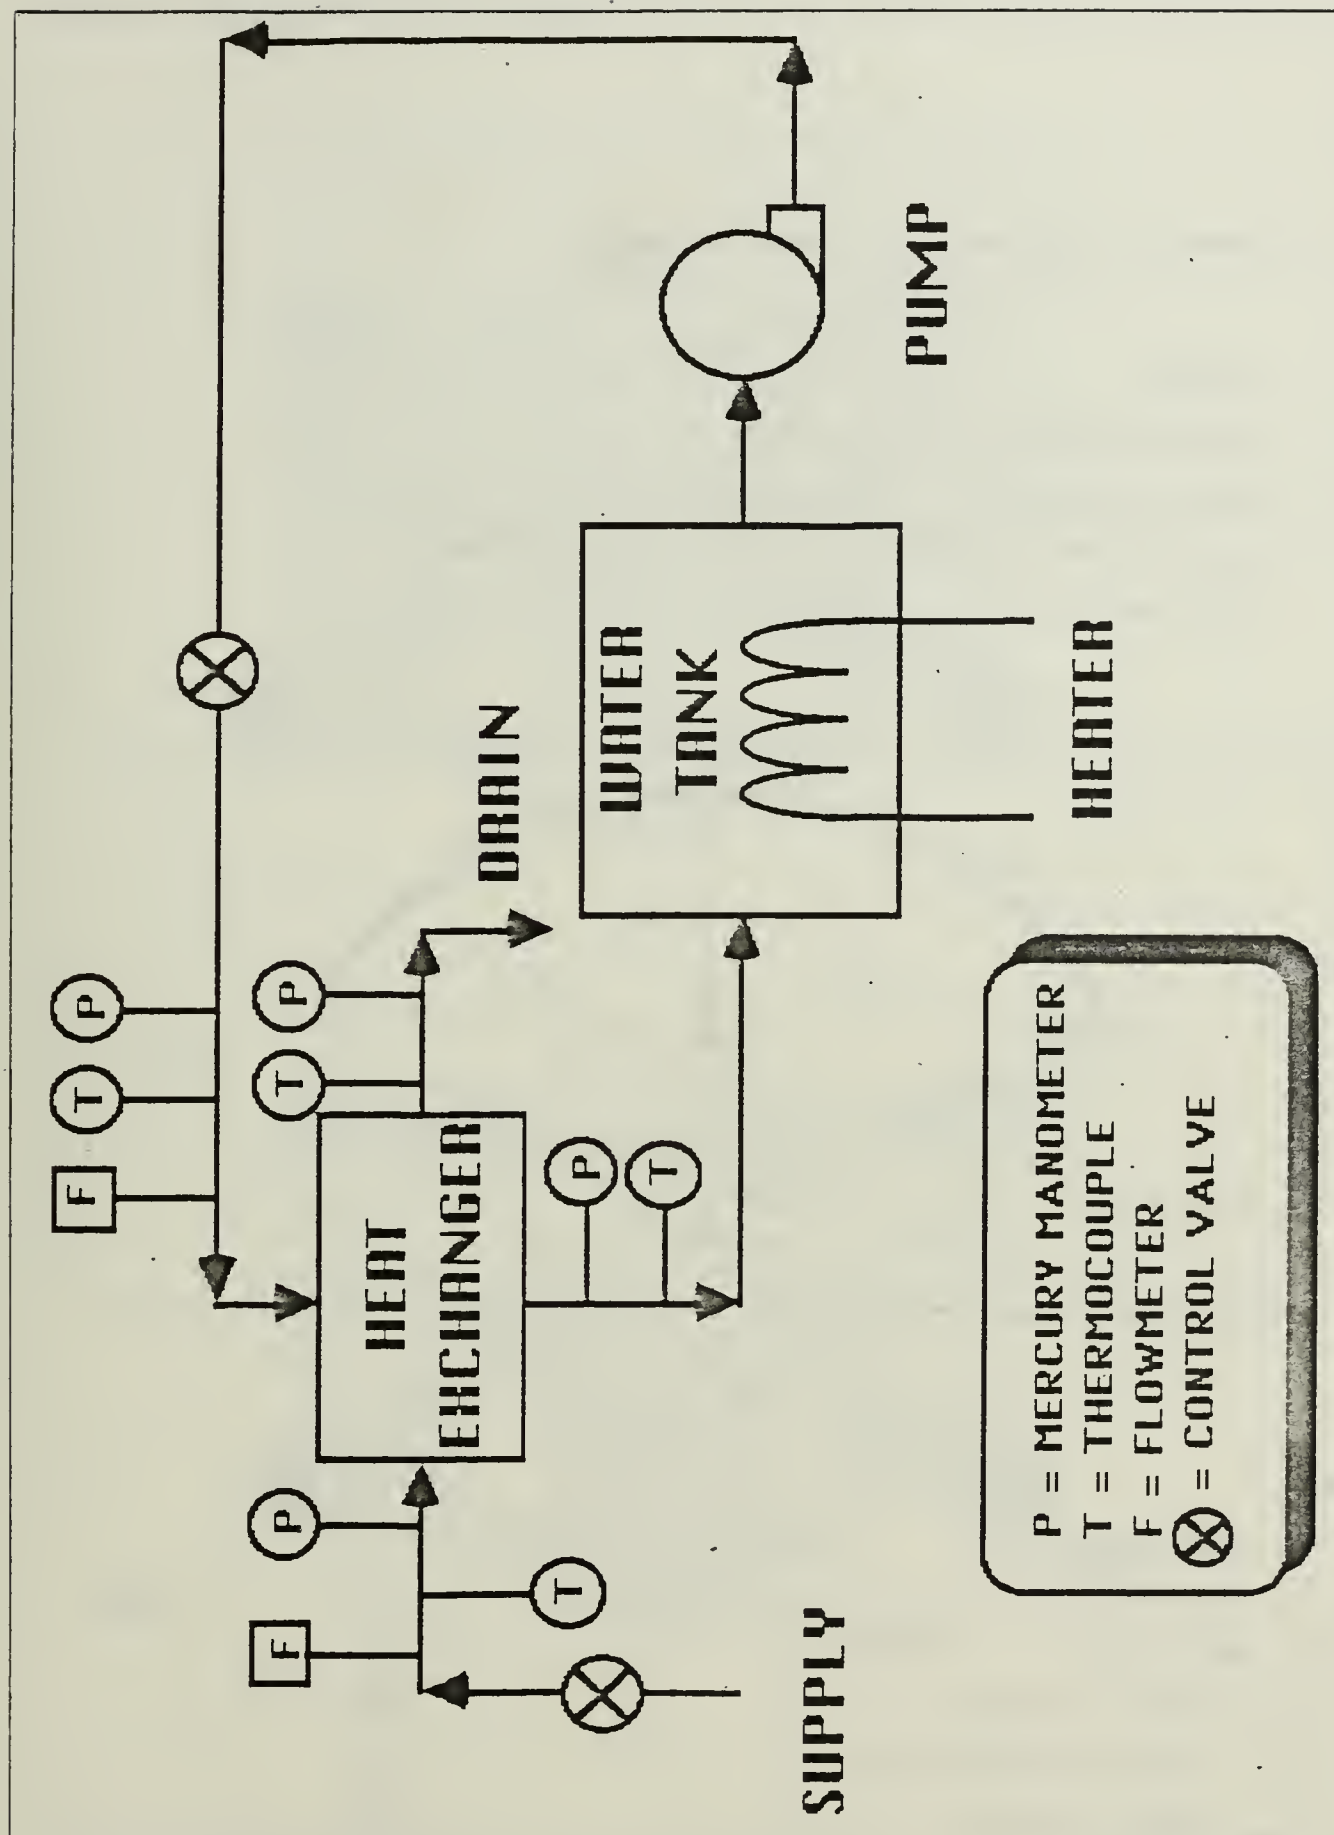 F
T
P
T
P
HEAT
EXCHANGER
P
T
F
P
T
DRAIN
WATER
TANK
PUMP
HEATER
SUPPLY
P = MERCURY MANOMETER
T = THERMOCOUPLE
F = FLOWMETER
= CONTROL VALVE